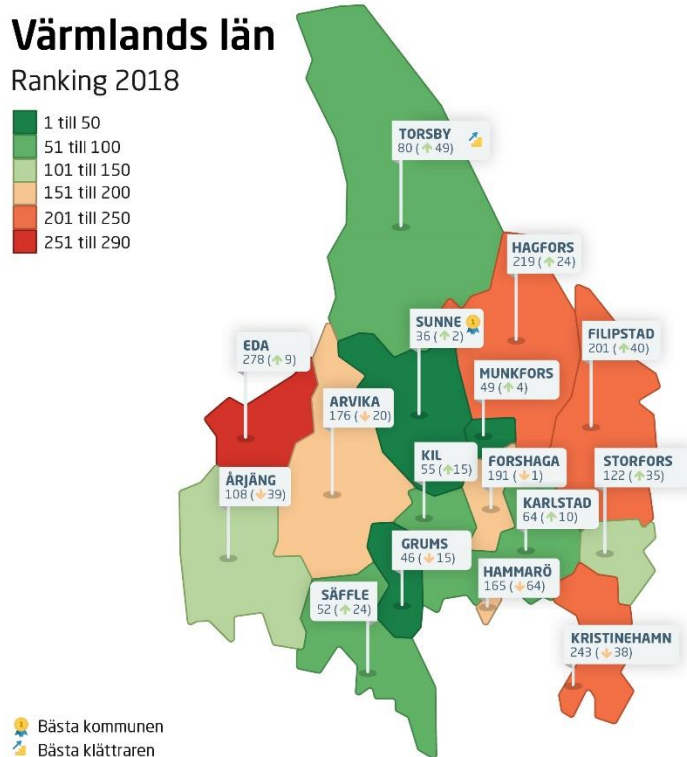 Värmlands län
Ranking 2018
1 till 50
51 till 100
101 till 150
151 till 200
201 till 250
251 till 290
TORSBY
80 (↑49)
HAGFORS
219 (↑24)
SUNNE 1
36 (↑2)
FILIPSTAD
201 (↑40)
EDA
278 (↑9)
MUNKFORS
49 (↑4)
ARVIKA
176 (↓20)
KIL
55 (↑15)
FORSHAGA
191 (↓1)
STORFORS
122 (↑35)
ÅRJÄNG
108 (↓39)
KARLSTAD
64 (↑10)
GRUMS
46 (↓15)
HAMMARÖ
165 (↓64)
SÄFFLE
52 (↑24)
KRISTINEHAMN
243 (↓38)
1 Bästa kommunen
Bästa klättraren